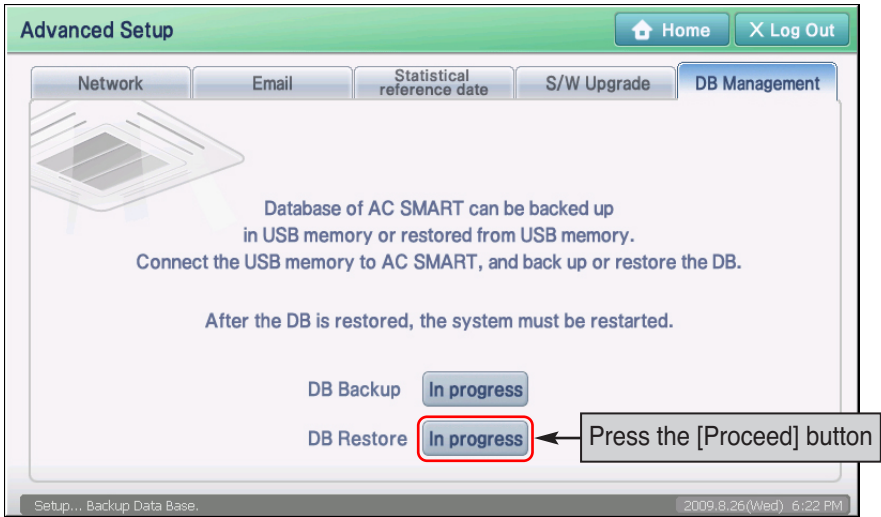 Advanced Setup
Home
X Log Out
Network
Email
Statistical
reference date
S/W Upgrade
DB Management
Database of AC SMART can be backed up
in USB memory or restored from USB memory.
Connect the USB memory to AC SMART, and back up or restore the DB.
After the DB is restored, the system must be restarted.
DB Backup
In progress
DB Restore
In progress
Press the [Proceed] button
Setup... Backup Data Base.
2009.8.26(Wed) 6:22 PM